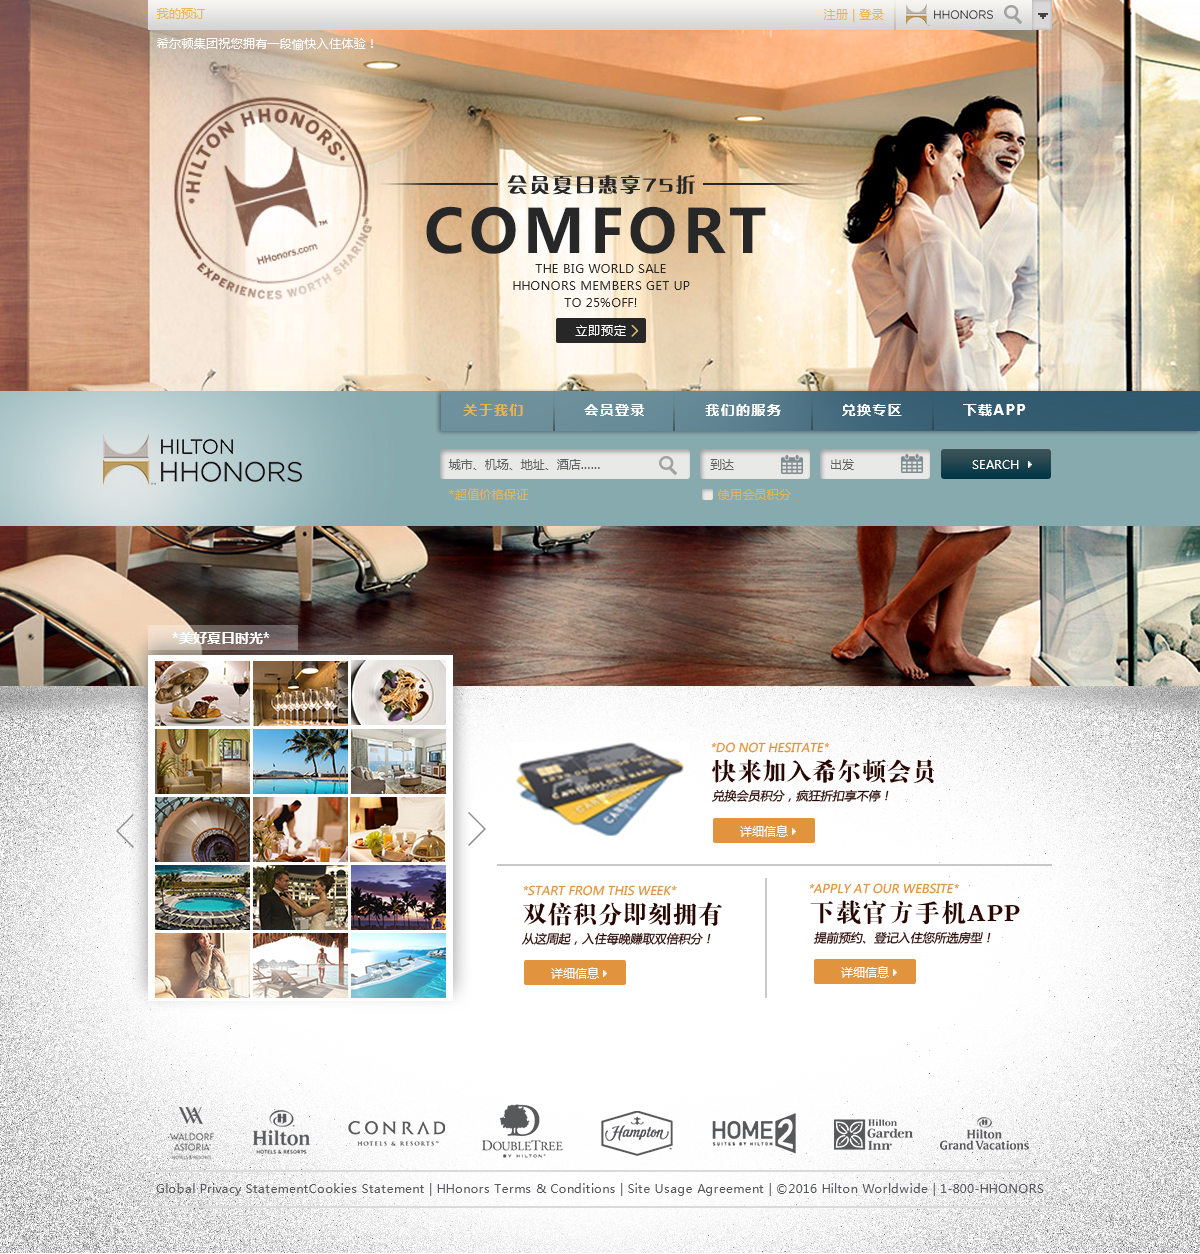 我的预订
注册 | 登录
HHONORS
希尔顿集团祝您拥有一段愉快入住体验！
·HILTON HHONORS·
HHonors.com
EXPERIENCES WORTH SHARING™
会员夏日惠享75折
COMFORT
THE BIG WORLD SALE
HHONORS MEMBERS GET UP
TO 25%OFF!
立即预定
关于我们
会员登录
我们的服务
兑换专区
下载APP
HILTON
HHONORS
城市、机场、地址、酒店......
到达
出发
SEARCH
*超值价格保证
使用会员积分
*美好夏日时光*
*DO NOT HESITATE*
快来加入希尔顿会员
兑换会员积分，疯狂折扣享不停！
详细信息
*START FROM THIS WEEK*
双倍积分即刻拥有
从这周起，入住每晚赚取双倍积分！
详细信息
*APPLY AT OUR WEBSITE*
下载官方手机APP
提前预约、登记入住您所选房型！
详细信息
WALDORF
ASTORIA
HOTELS & RESORTS
Hilton
HOTELS & RESORTS
CONRAD
HOTELS & RESORTS™
DOUBLETREE
BY HILTON™
Hampton
HOME2
SUITES BY HILTON
Hilton
Garden
Inn
Hilton
Grand Vacations
Global Privacy StatementCookies Statement | HHonors Terms & Conditions | Site Usage Agreement | ©2016 Hilton Worldwide | 1-800-HHONORS